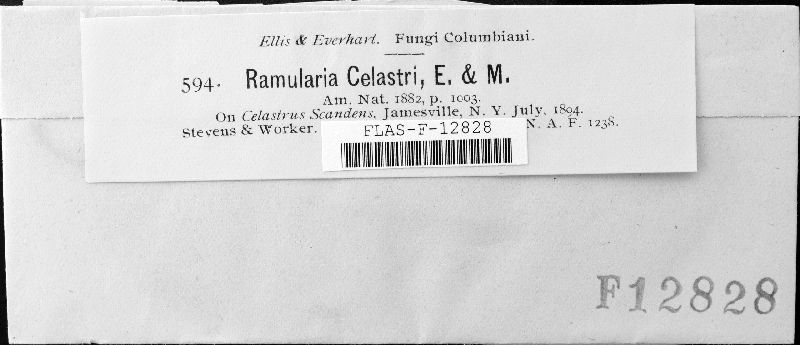 Ellis & Everhart. Fungi Columbiani.
594. Ramularia Celastri, E. & M.
Am. Nat. 1882, p. 1003.
On Celastrus Scandens, Jamesville, N. Y. July, 1894.
Stevens & Worker. N. A. F. 1238.
FLAS-F-12828
F12828